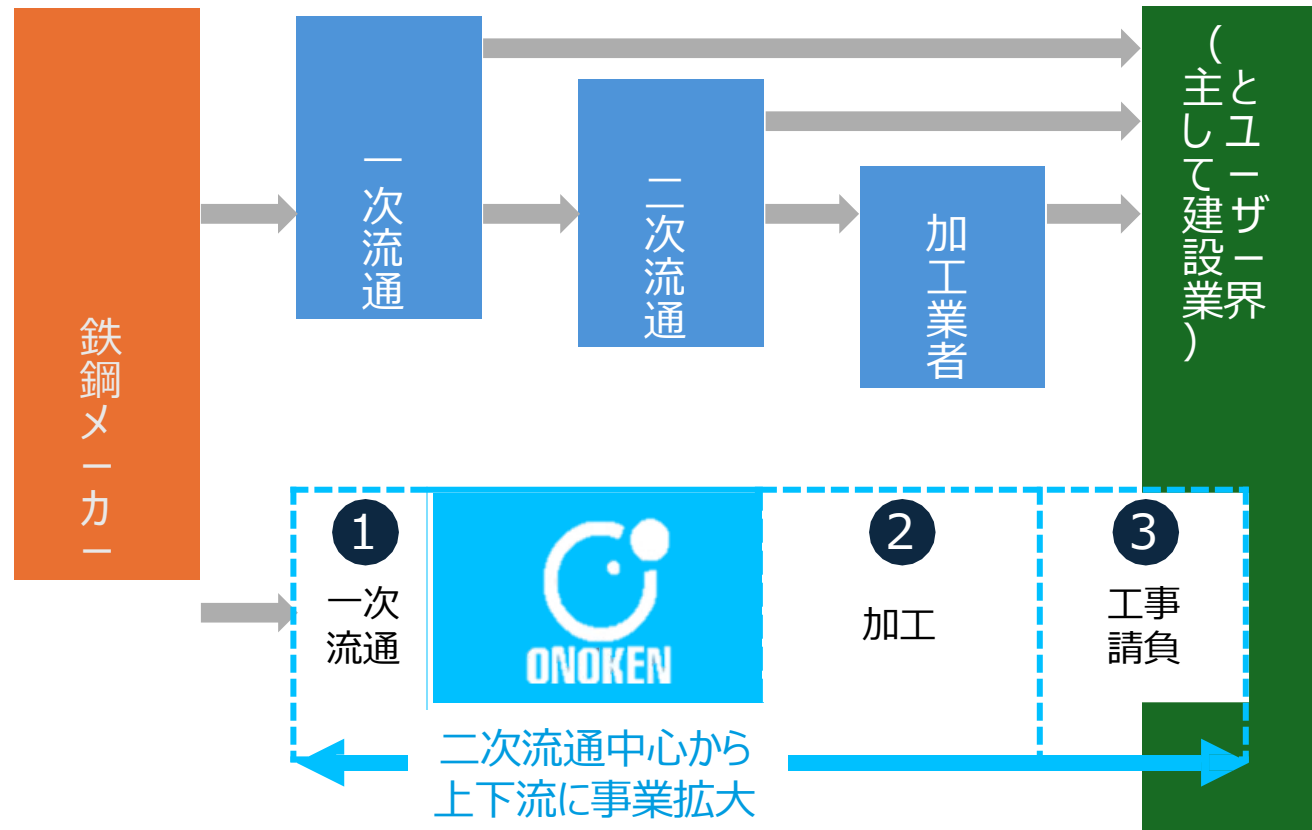 鉄鋼メーカー
一次流通
二次流通
加工業者
ユーザー界
(主として建設業)
1
一次
流通
ONOKEN
2
加工
3
工事
請負
二次流通中心から
上下流に事業拡大